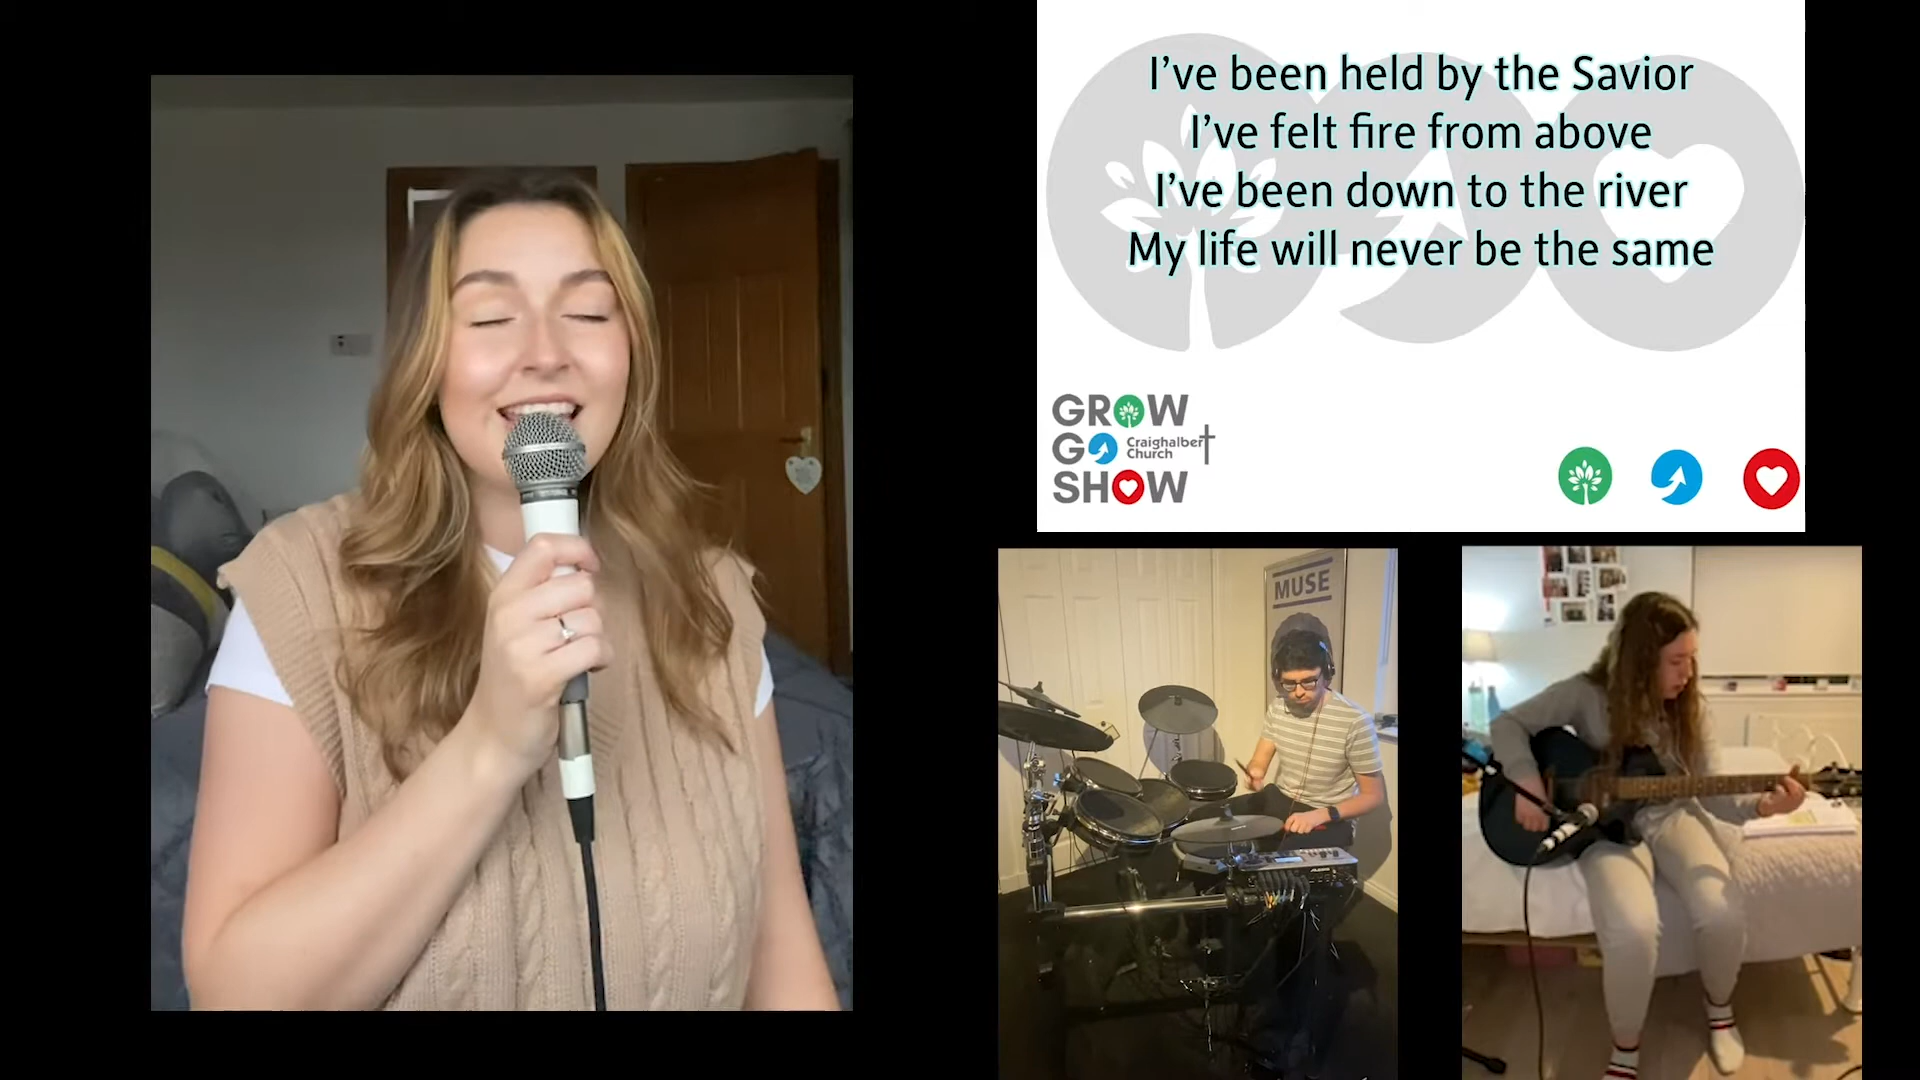 I've been held by the Savior
I've felt fire from above
I've been down to the river
My life will never be the same
GROW
GO Craighalbert
Church
SHOW
MUSE
ALESIS